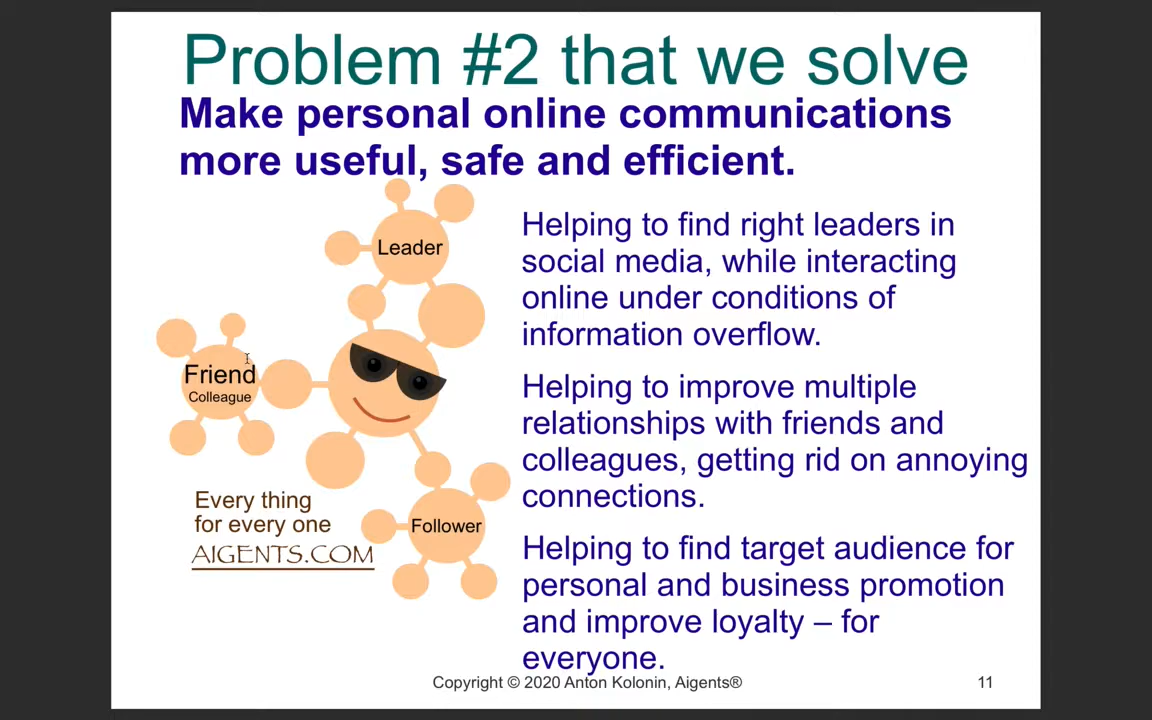 Problem #2 that we solve
Make personal online communications
more useful, safe and efficient.
Leader
Friend
Colleague
Follower
Every thing
for every one
AIGENTS.COM
Helping to find right leaders in
social media, while interacting
online under conditions of
information overflow.
Helping to improve multiple
relationships with friends and
colleagues, getting rid on annoying
connections.
Helping to find target audience for
personal and business promotion
and improve loyalty – for
everyone.
Copyright © 2020 Anton Kolonin, Aigents®
11